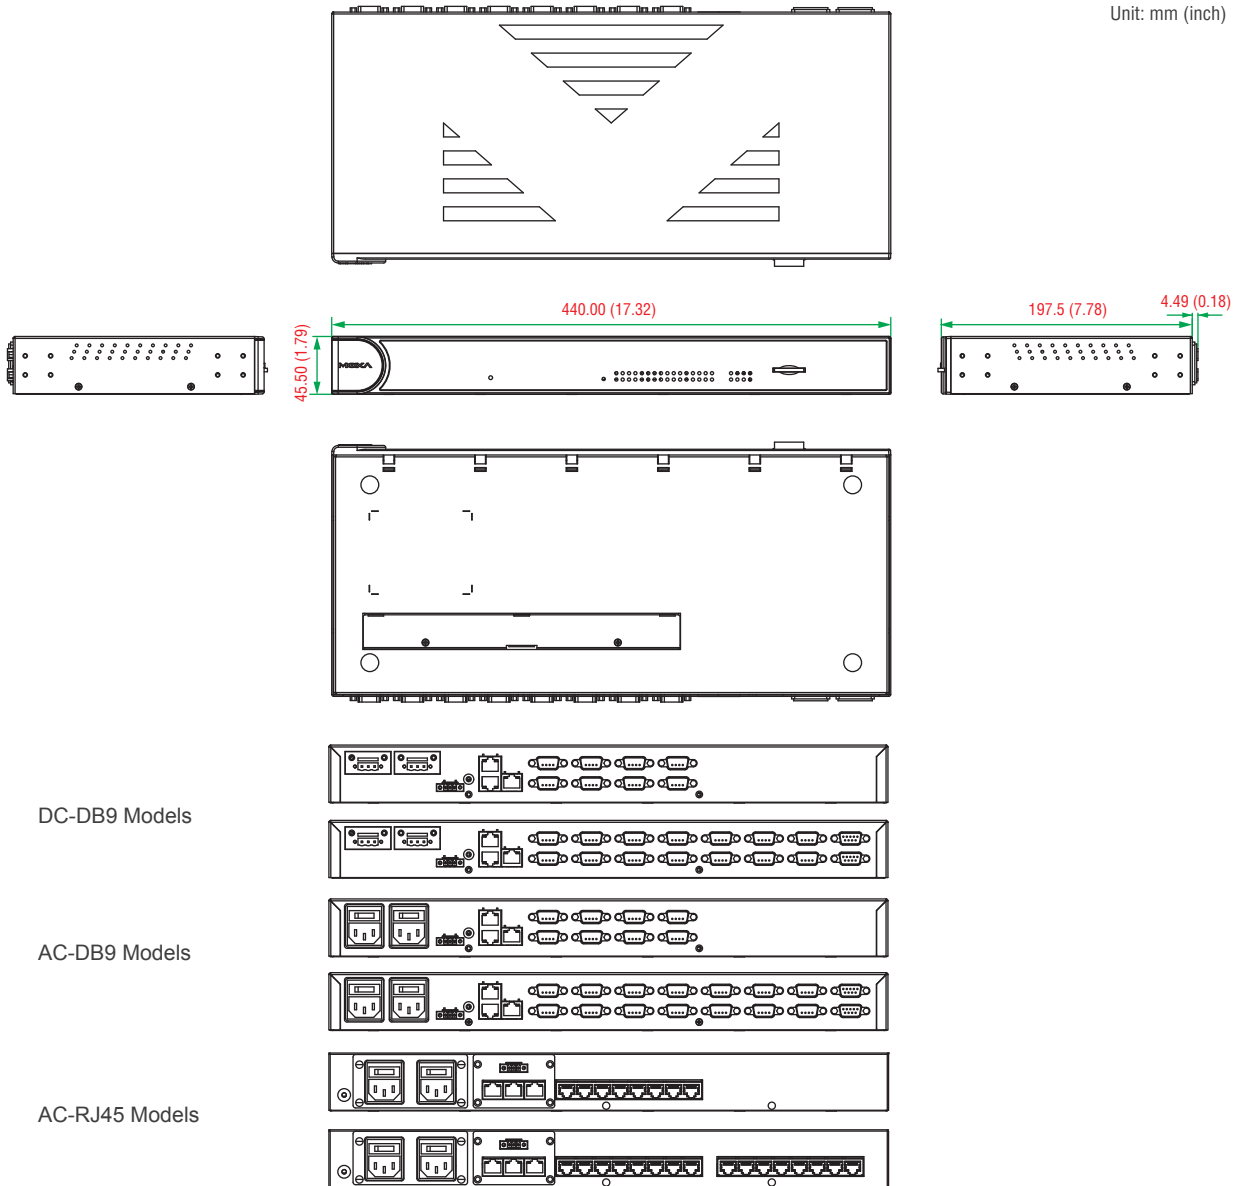 Unit: mm (inch)
440.00 (17.32)
197.5 (7.78)
4.49 (0.18)
45.50 (1.79)
MOXA
DC-DB9 Models
AC-DB9 Models
AC-RJ45 Models